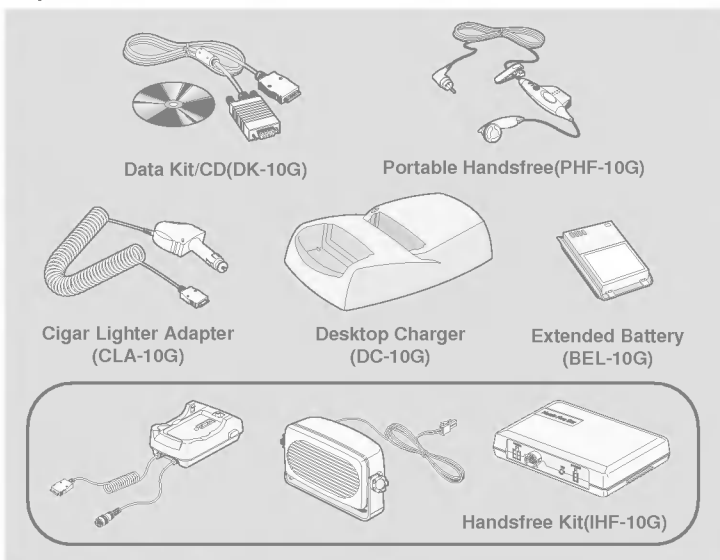 Data Kit/CD(DK-10G)
Portable Handsfree(PHF-10G)
Cigar Lighter Adapter
(CLA-10G)
Desktop Charger
(DC-10G)
Extended Battery
(BEL-10G)
Handsfree Kit(IHF-10G)